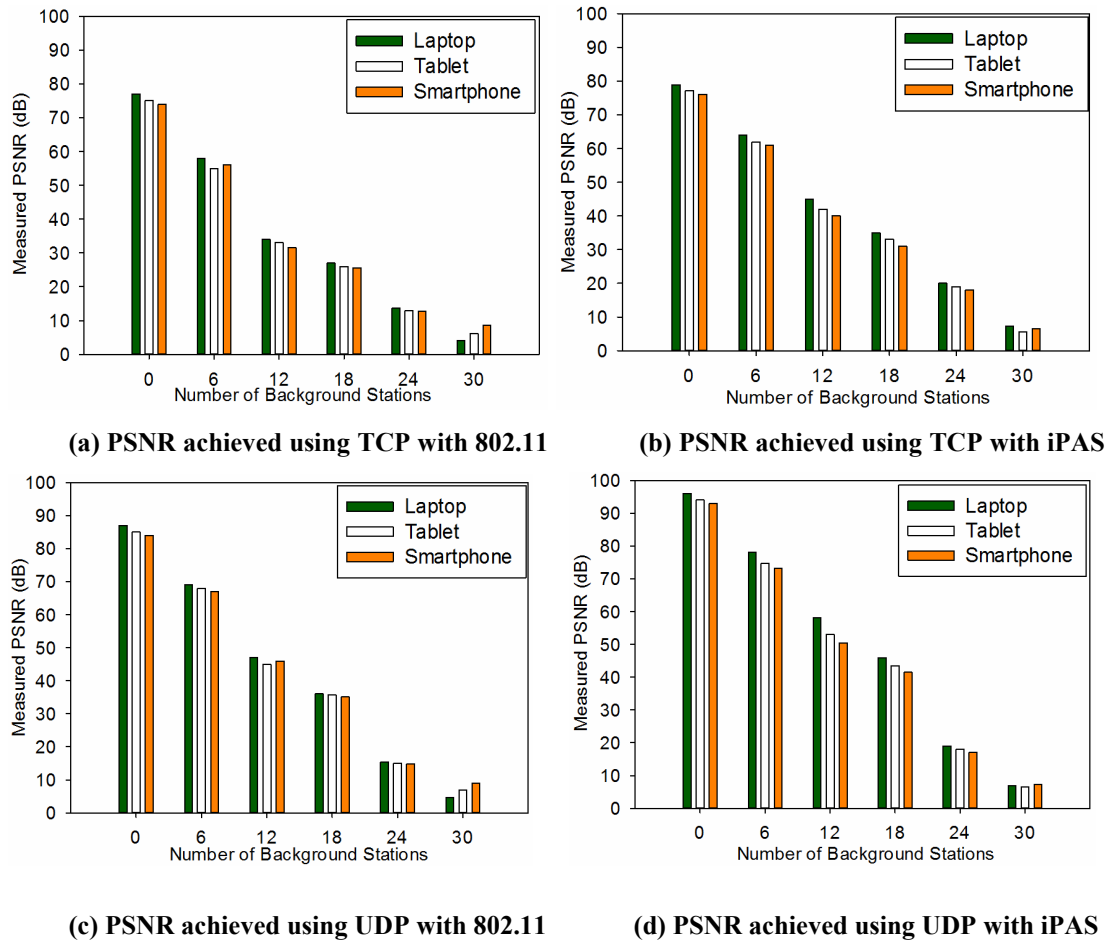 100
90
80
70
60
50
40
30
20
10
0
Measured PSNR (dB)
Laptop
Tablet
Smartphone
0 6 12 18 24 30
Number of Background Stations
(a) PSNR achieved using TCP with 802.11
100
90
80
70
60
50
40
30
20
10
0
Measured PSNR (dB)
Laptop
Tablet
Smartphone
0 6 12 18 24 30
Number of Background Stations
(b) PSNR achieved using TCP with iPAS
100
90
80
70
60
50
40
30
20
10
0
Measured PSNR (dB)
Laptop
Tablet
Smartphone
0 6 12 18 24 30
Number of Background Stations
(c) PSNR achieved using UDP with 802.11
100
90
80
70
60
50
40
30
20
10
0
Measured PSNR (dB)
Laptop
Tablet
Smartphone
0 6 12 18 24 30
Number of Background Stations
(d) PSNR achieved using UDP with iPAS